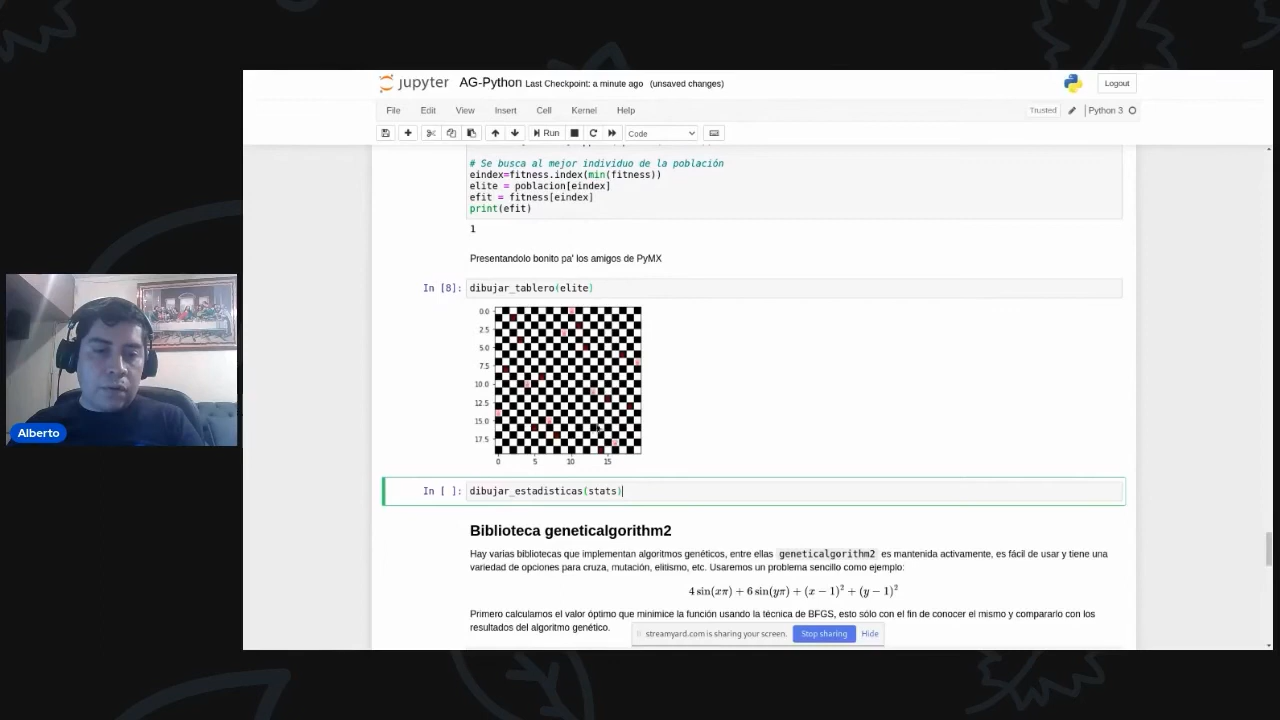 jupyter AG-Python Last Checkpoint: a minute ago (unsaved changes)
Logout
File Edit View Insert Cell Kernel Help
Trusted Python 3
Run Code
# Se busca al mejor individuo de la población
eindex=fitness.index(min(fitness))
elite = poblacion[eindex]
efit = fitness[eindex]
print(efit)
1
Presentandolo bonito pa' los amigos de PyMX
In [8]: dibujar_tablero(elite)
0.0
2.5
5.0
7.5
10.0
12.5
15.0
17.5
0 5 10 15
In [ ]: dibujar_estadisticas(stats)
Biblioteca geneticalgorithm2
Hay varias bibliotecas que implementan algoritmos genéticos, entre ellas geneticalgorithm2 es mantenida activamente, es fácil de usar y tiene una
variedad de opciones para cruza, mutación, elitismo, etc. Usaremos un problema sencillo como ejemplo:
4 sin(xπ) + 6 sin(yπ) + (x − 1)² + (y − 1)²
Primero calculamos el valor óptimo que minimice la función usando la técnica de BFGS, esto sólo con el fin de conocer el mismo y compararlo con los
resultados del algoritmo genético.
streamyard.com is sharing your screen. Stop sharing Hide
Alberto